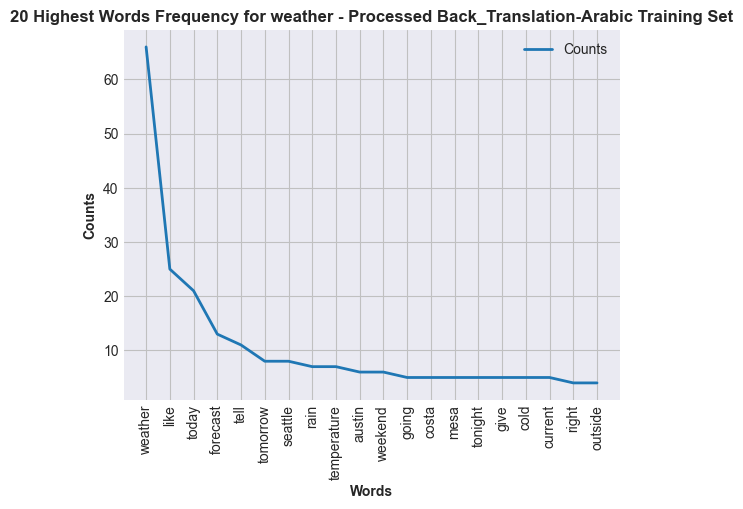 20 Highest Words Frequency for weather - Processed Back_Translation-Arabic Training Set
Counts
60
50
40
30
20
10
Counts
weather
like
today
forecast
tell
tomorrow
seattle
rain
temperature
austin
weekend
going
costa
mesa
tonight
give
cold
current
right
outside
Words